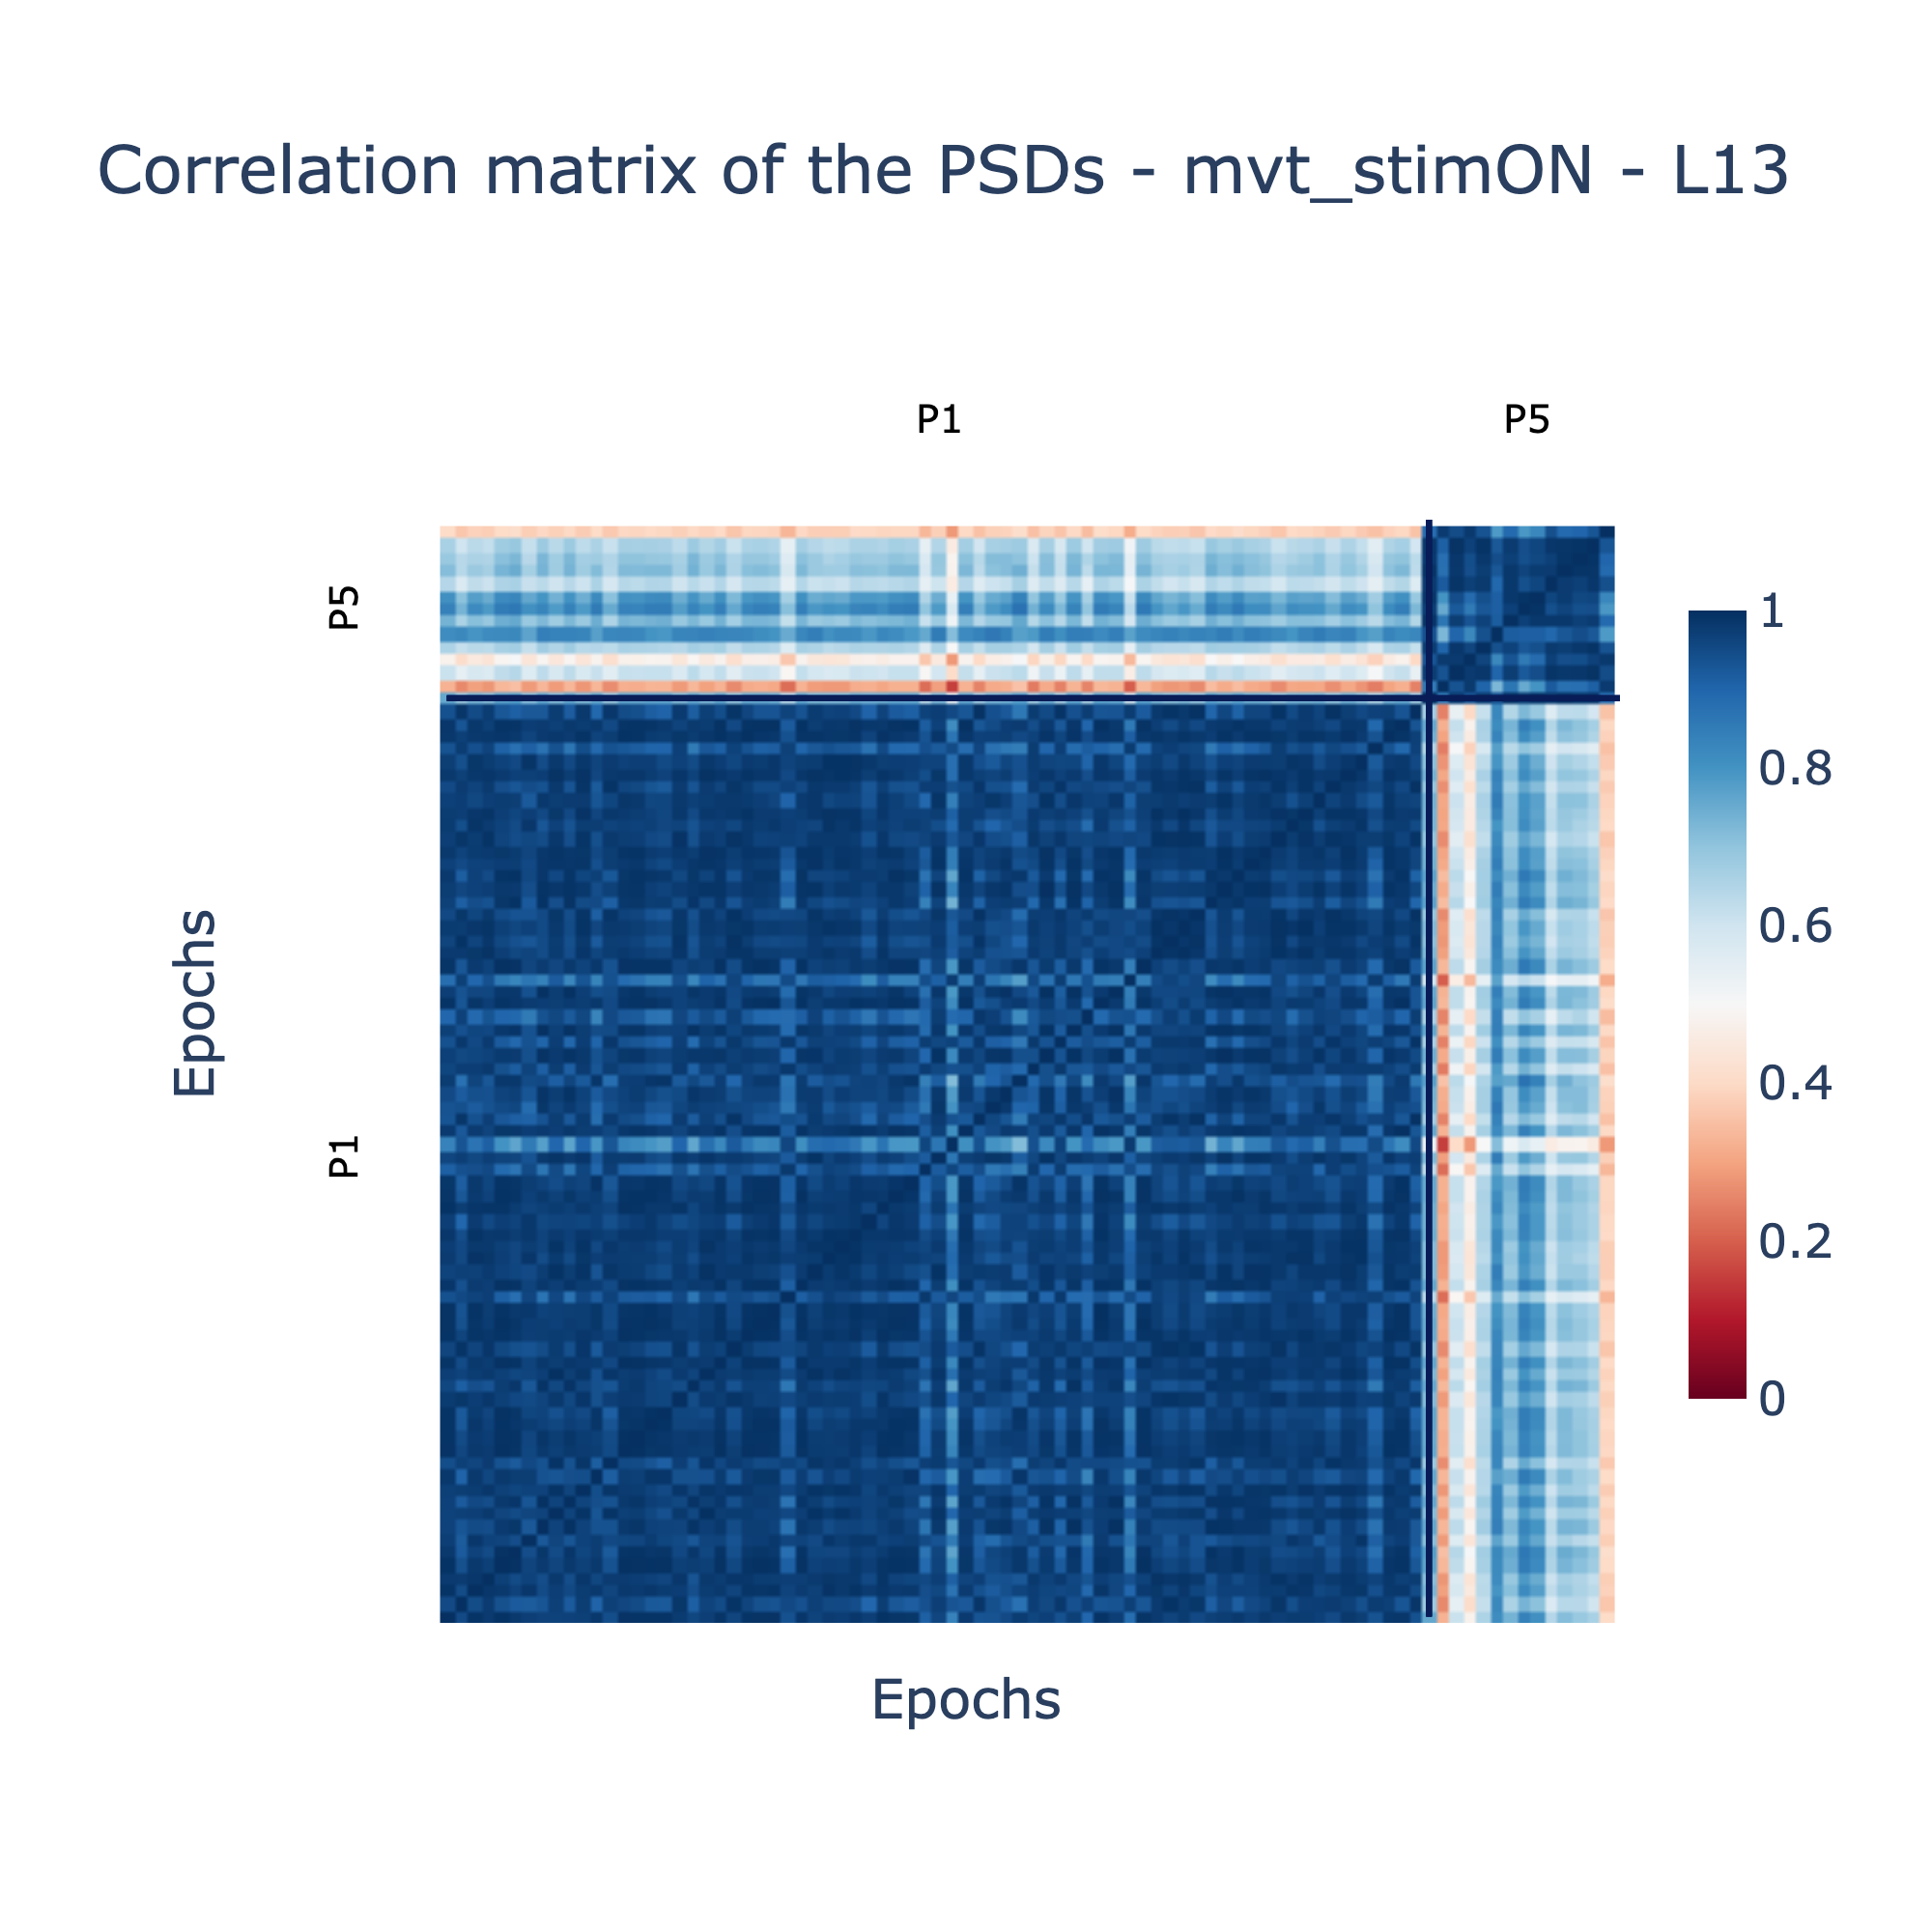 Correlation matrix of the PSDs - mvt_stimON - L13
P1
P5
P5
P1
Epochs
1
0.8
0.6
0.4
0.2
0
Epochs